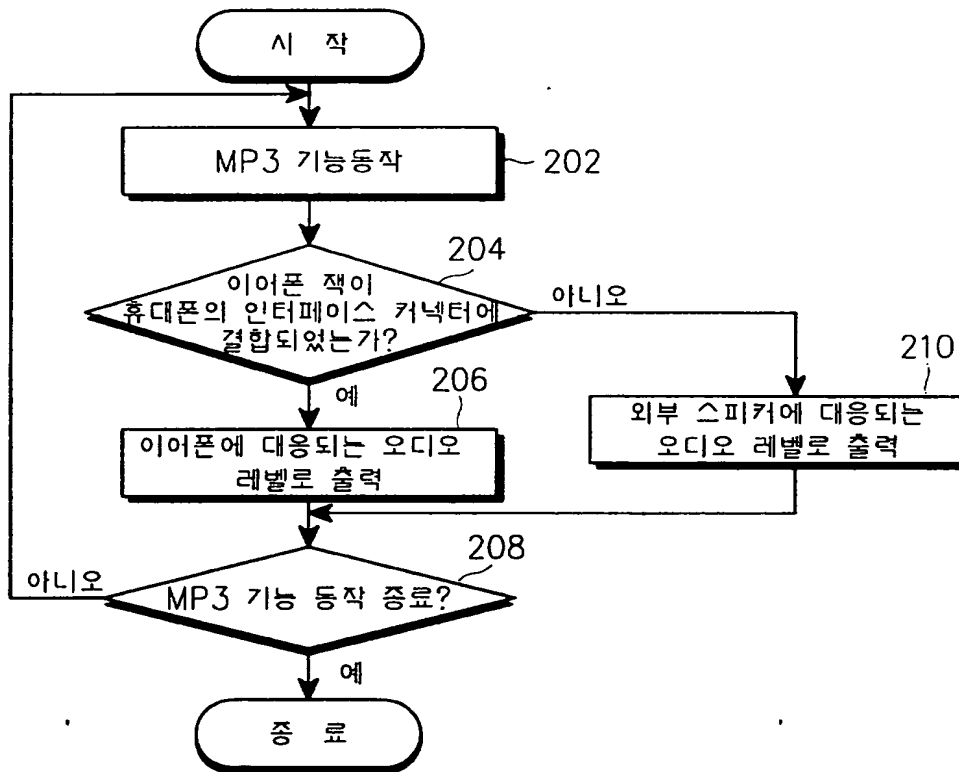 시 작
MP3 기능동작
202
204
이어폰 잭이
휴대폰의 인터페이스 커넥터에
결합되었는가?
아니오
예
206
210
이어폰에 대응되는 오디오
레벨로 출력
외부 스피커에 대응되는
오디오 레벨로 출력
208
아니오
MP3 기능 동작 종료?
예
종 료